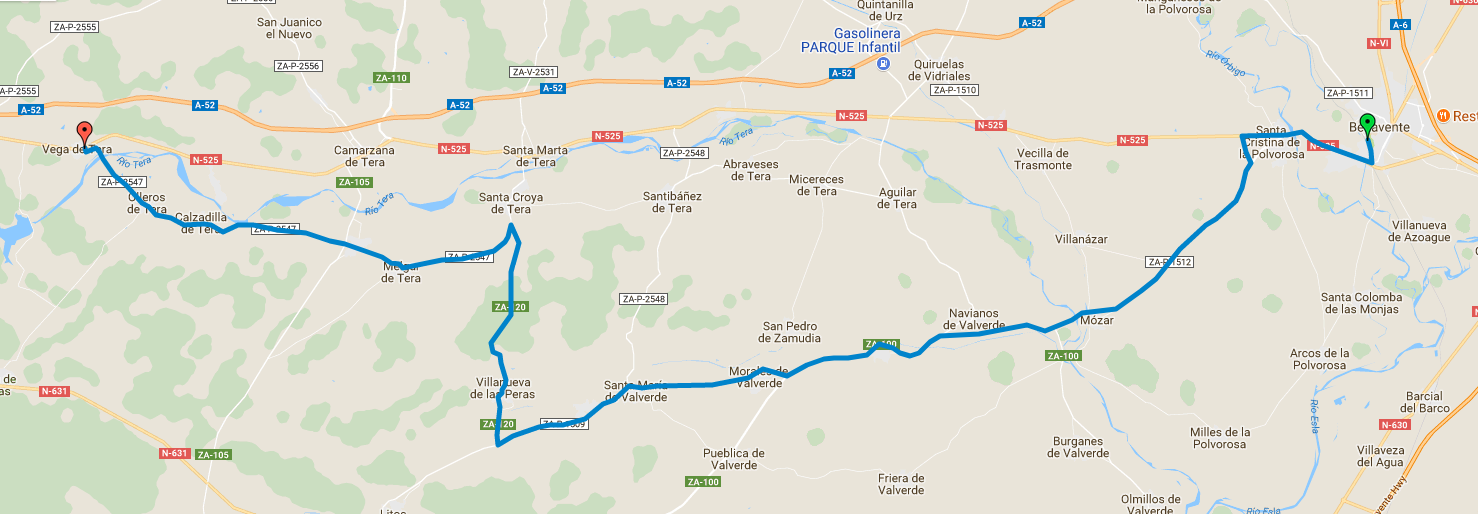 ZA-P-2555
San Juanico
el Nuevo
Quintanilla
de Urz
A-52
la Polvorosa
A-6
N-VI
Gasolinera
PARQUE Infantil
ZA-P-2556
ZA-110
ZA-V-2531
A-52
A-52
Quiruelas
de Vidriales
Río Órbigo
ZA-P-2555
A-52
A-52
A-52
A-52
ZA-P-1510
ZA-P-1511
Rest
N-525
N-525
Santa
Cristina de
la Polvorosa
Benavente
Vega de Tera
Río Tera
N-525
Camarzana
de Tera
N-525
Santa Marta
de Tera
N-525
Río Tera
ZA-P-2548
Abraveses
de Tera
N-525
Vecilla de
Trasmonte
ZA-P-2547
ZA-105
Micereces
de Tera
Olleros
de Tera
Río Tera
Santa Croya
de Tera
Santibáñez
de Tera
Aguilar
de Tera
Calzadilla
de Tera
ZA-P-2547
Villanázar
Villanueva
de Azoague
Melgar
de Tera
ZA-P-2547
ZA-P-1512
ZA-120
ZA-P-2548
Santa Colomba
de las Monjas
San Pedro
de Zamudia
Navianos
de Valverde
Mózar
ZA-100
ZA-100
Arcos de la
Polvorosa
de
as
N-631
Villanueva
de las Peras
Santa María
de Valverde
Morales de
Valverde
Barcial
del Barco
Río Esla
ZA-120
ZA-P-1509
N-630
N-631
ZA-105
Pueblica de
Valverde
Burganes
de Valverde
Milles de la
Polvorosa
Villaveza
del Agua
ZA-100
Friera de
Valverde
Olmillos de
Valverde
Río Esla
vente Hwy